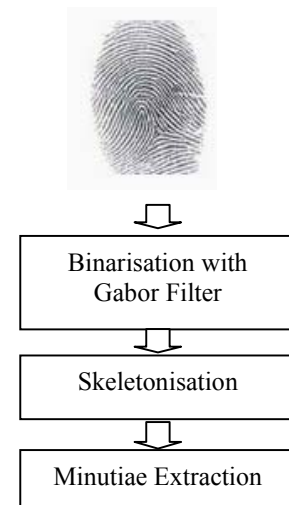 Binarisation with
Gabor Filter
Skeletonisation
Minutiae Extraction